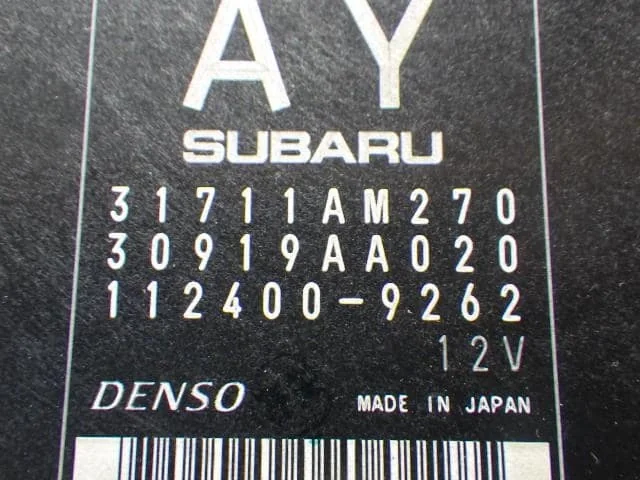 AY
SUBARU
31711AM270
30919AA020
112400-9262
12V
DENSO MADE IN JAPAN